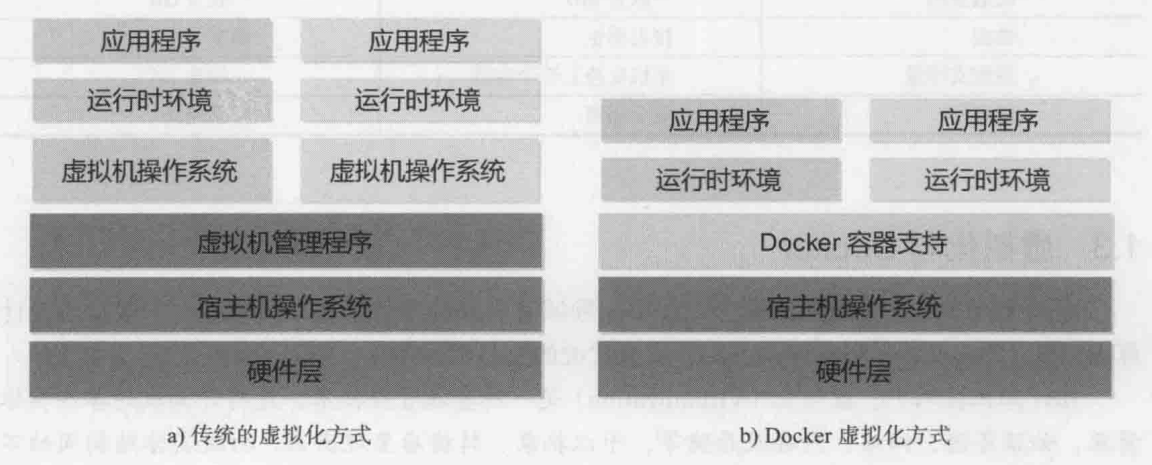 应用程序 应用程序
运行时环境 运行时环境
虚拟机操作系统 虚拟机操作系统
虚拟机管理程序
宿主机操作系统
硬件层
a) 传统的虚拟化方式
应用程序 应用程序
运行时环境 运行时环境
Docker 容器支持
宿主机操作系统
硬件层
b) Docker 虚拟化方式